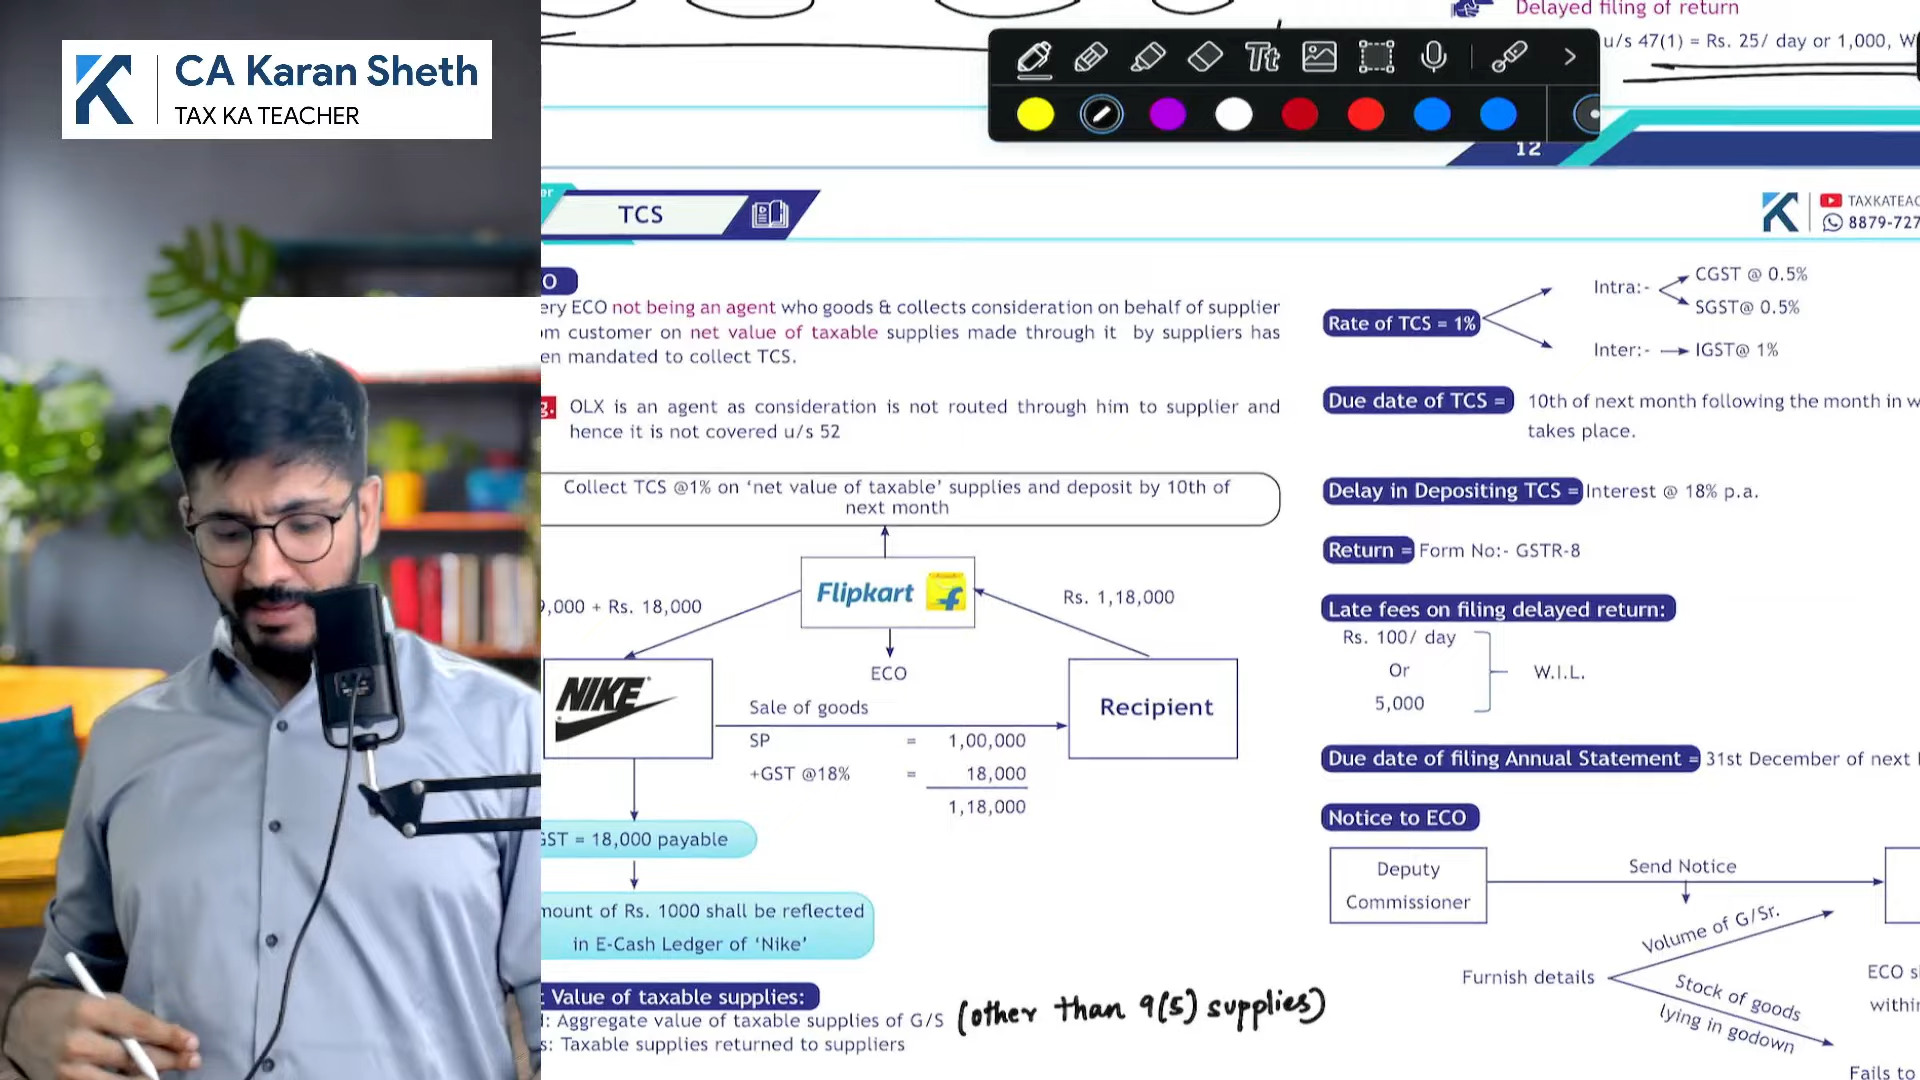 CA Karan Sheth
TAX KA TEACHER
Delayed filing of return
u/s 47(1) = Rs. 25/ day or 1,000, W
Tt
12
er
TCS
TAXKATEAC
8879-727
O
ery ECO not being an agent who goods & collects consideration on behalf of supplier
om customer on net value of taxable supplies made through it by suppliers has
en mandated to collect TCS.
g. OLX is an agent as consideration is not routed through him to supplier and
hence it is not covered u/s 52
Collect TCS @1% on ‘net value of taxable’ supplies and deposit by 10th of
next month
Flipkart
9,000 + Rs. 18,000
Rs. 1,18,000
ECO
NIKE
Sale of goods
Recipient
SP = 1,00,000
+GST @18% = 18,000
1,18,000
GST = 18,000 payable
mount of Rs. 1000 shall be reflected
in E-Cash Ledger of ‘Nike’
t Value of taxable supplies:
d: Aggregate value of taxable supplies of G/S (other than 9(5) supplies)
s: Taxable supplies returned to suppliers
Rate of TCS = 1%
Intra:-
CGST @ 0.5%
SGST@ 0.5%
Inter:- IGST@ 1%
Due date of TCS = 10th of next month following the month in w
takes place.
Delay in Depositing TCS = Interest @ 18% p.a.
Return = Form No:- GSTR-8
Late fees on filing delayed return:
Rs. 100/ day
Or
5,000
W.I.L.
Due date of filing Annual Statement = 31st December of next
Notice to ECO
Deputy
Commissioner
Send Notice
Volume of G/Sr.
Furnish details
Stock of goods
lying in godown
ECO s
within
Fails to